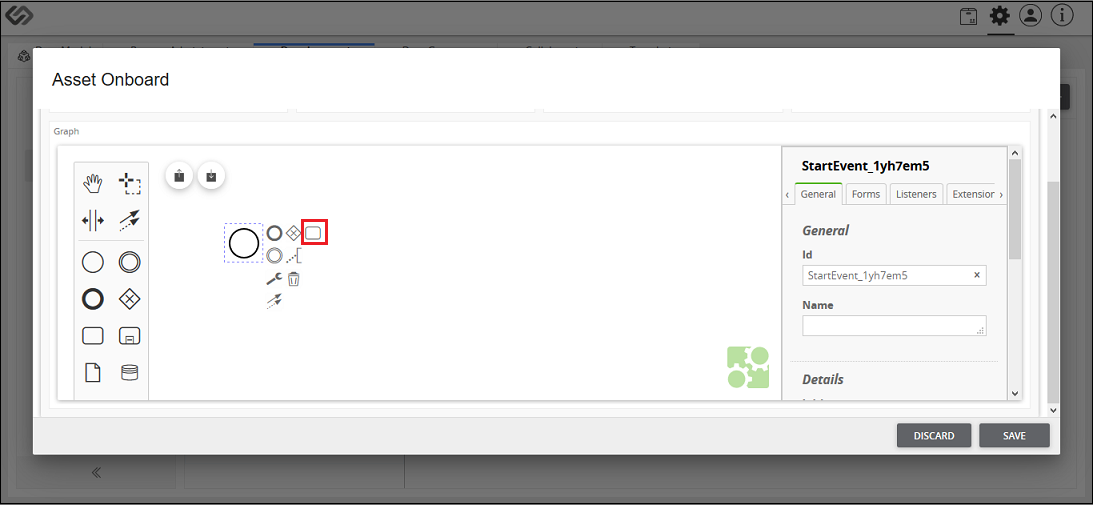 Asset Onboard
Graph
StartEvent_1yh7em5
General
Forms
Listeners
Extension
General
Id
StartEvent_1yh7em5
Name
Details
DISCARD
SAVE